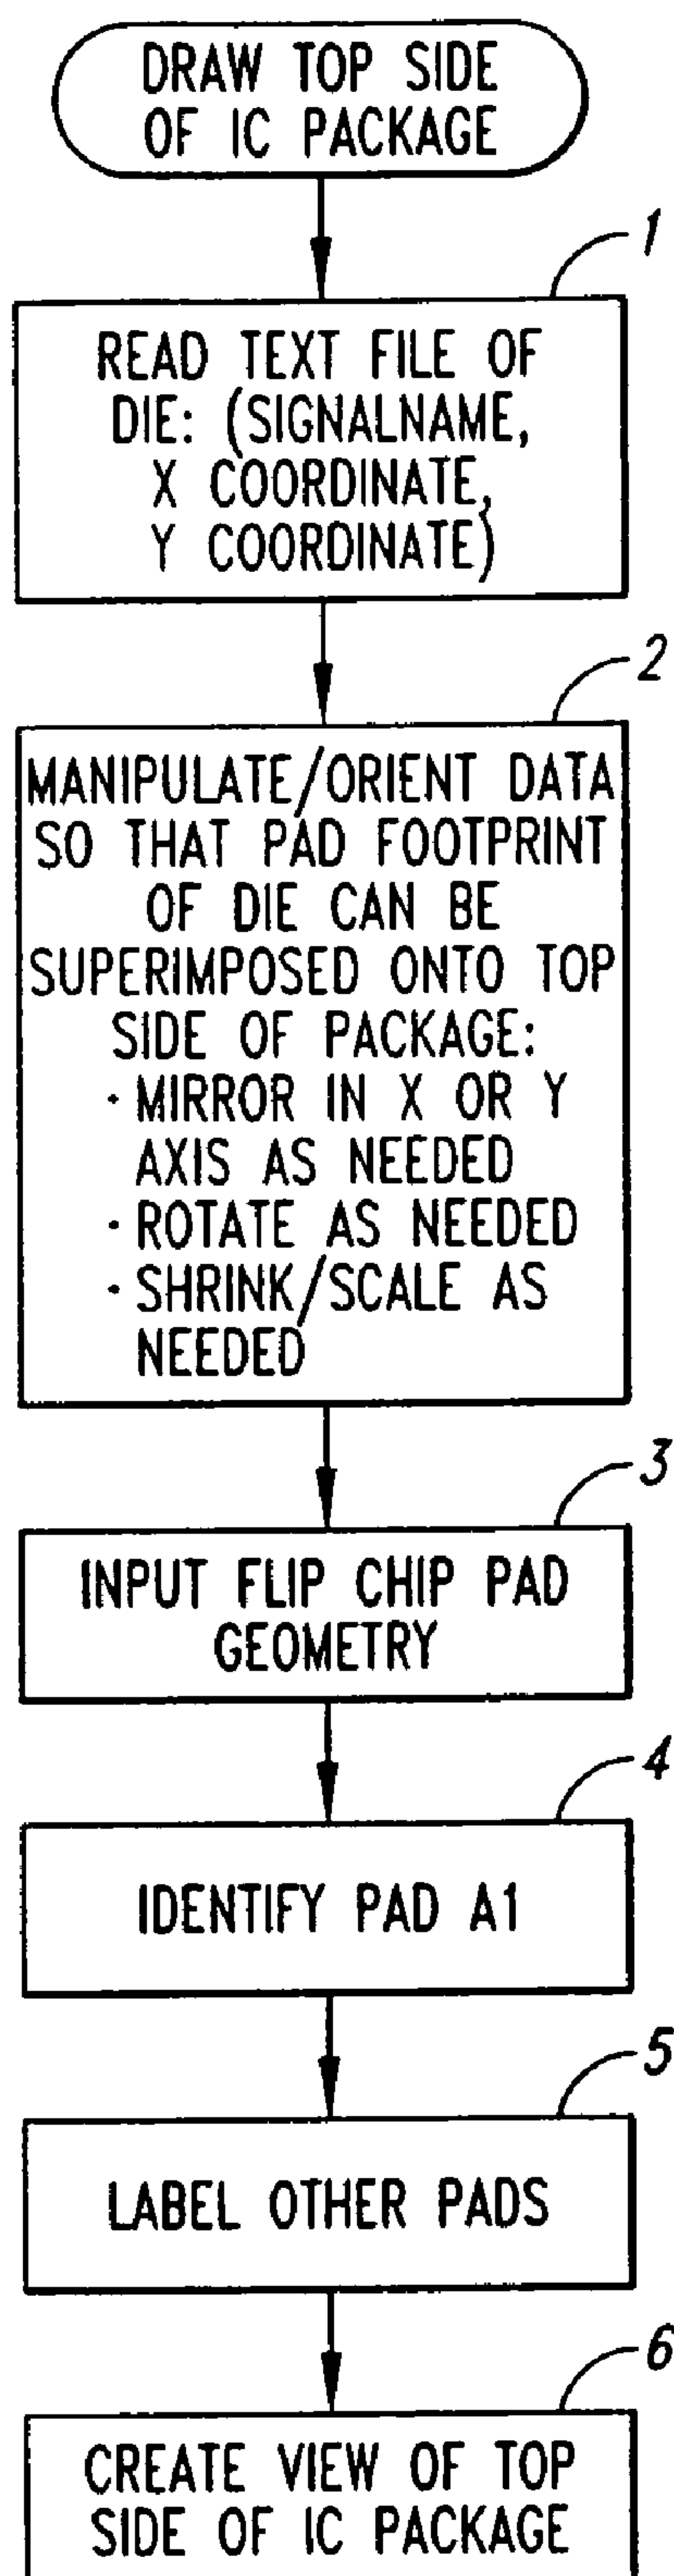 DRAW TOP SIDE
OF IC PACKAGE
1
READ TEXT FILE OF
DIE: (SIGNALNAME,
X COORDINATE,
Y COORDINATE)
2
MANIPULATE/ORIENT DATA
SO THAT PAD FOOTPRINT
OF DIE CAN BE
SUPERIMPOSED ONTO TOP
SIDE OF PACKAGE:
· MIRROR IN X OR Y
AXIS AS NEEDED
· ROTATE AS NEEDED
· SHRINK/SCALE AS
NEEDED
3
INPUT FLIP CHIP PAD
GEOMETRY
4
IDENTIFY PAD A1
5
LABEL OTHER PADS
6
CREATE VIEW OF TOP
SIDE OF IC PACKAGE